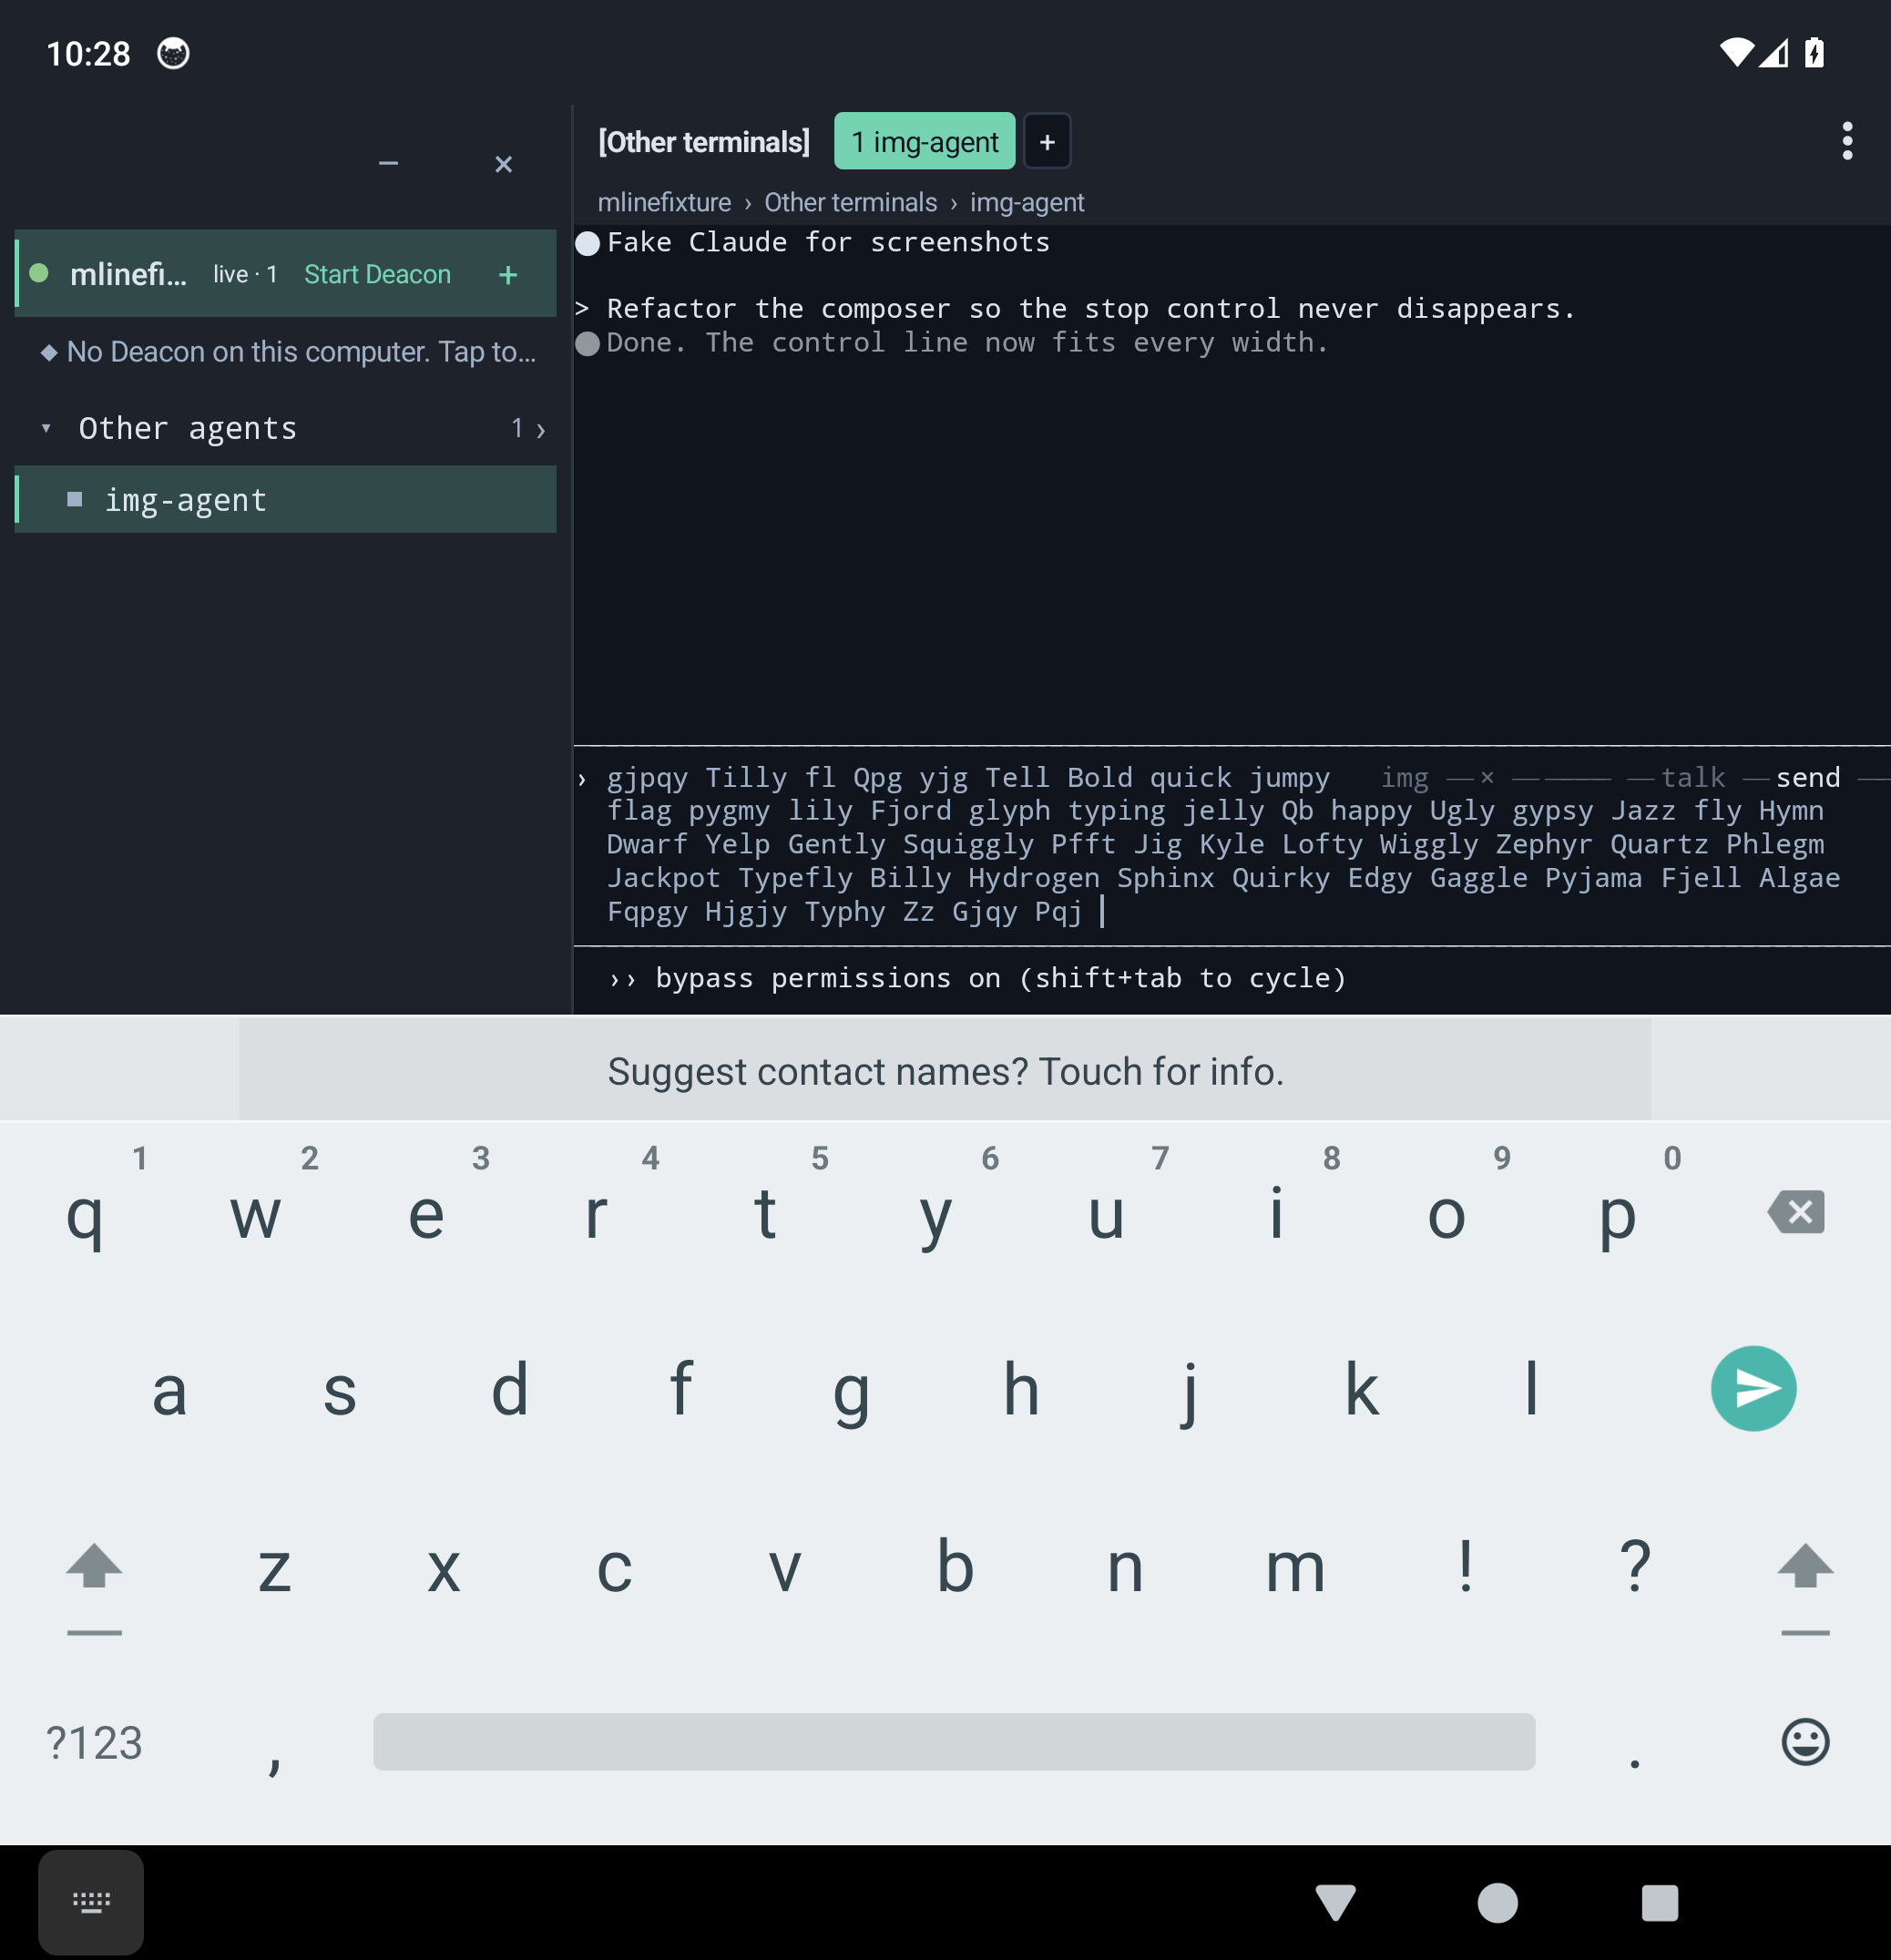 10:28
[Other terminals] 1 img-agent +
mlinefixture › Other terminals › img-agent
mlinefi... live · 1 Start Deacon +
No Deacon on this computer. Tap to...
Other agents 1 ›
img-agent
Fake Claude for screenshots
> Refactor the composer so the stop control never disappears.
Done. The control line now fits every width.
› gjpqy Tilly fl Qpg yjg Tell Bold quick jumpy img —× ————— —talk —send —
flag pygmy lily Fjord glyph typing jelly Qb happy Ugly gypsy Jazz fly Hymn
Dwarf Yelp Gently Squiggly Pfft Jig Kyle Lofty Wiggly Zephyr Quartz Phlegm
Jackpot Typefly Billy Hydrogen Sphinx Quirky Edgy Gaggle Pyjama Fjell Algae
Fqpgy Hjgjy Typhy Zz Gjqy Pqj
›› bypass permissions on (shift+tab to cycle)
Suggest contact names? Touch for info.
1 2 3 4 5 6 7 8 9 0
q w e r t y u i o p
a s d f g h j k l
z x c v b n m ! ?
?123 , .